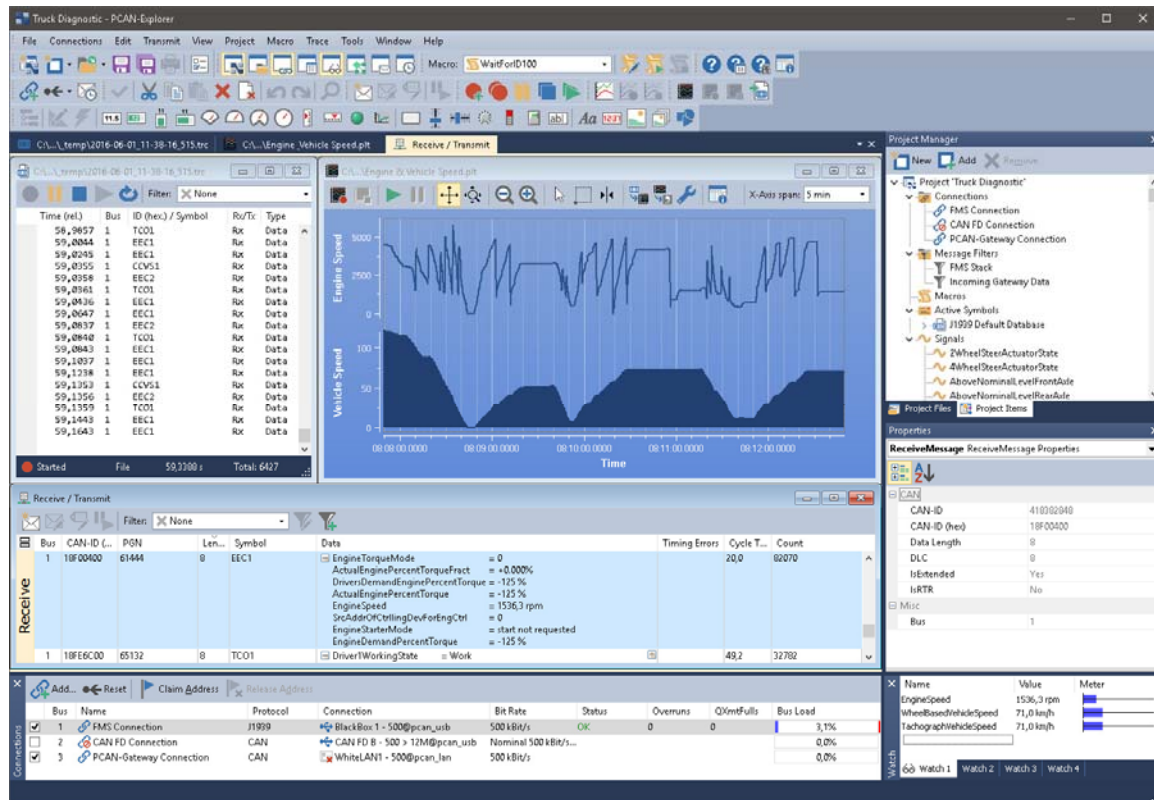 Truck Diagnostic - PCAN-Explorer
File Connections Edit Transmit View Project Macro Trace Tools Window Help
Macro: WaitForID100
C:\...\_temp\2016-06-01_11-38-16_515.trc C:\...\Engine_Vehicle Speed.plt Receive / Transmit
C:\...\_temp\2016-06-01_11-38-16_515.trc
Filter: None
Time (rel.) Bus ID (hex.) / Symbol Rx/Tx Type
58,9857 1 TCO1 Rx Data
59,0044 1 EEC1 Rx Data
59,0245 1 EEC1 Rx Data
59,0355 1 CCVS1 Rx Data
59,0358 1 EEC2 Rx Data
59,0361 1 TCO1 Rx Data
59,0436 1 EEC1 Rx Data
59,0647 1 EEC1 Rx Data
59,0837 1 EEC2 Rx Data
59,0840 1 TCO1 Rx Data
59,0843 1 EEC1 Rx Data
59,1037 1 EEC1 Rx Data
59,1238 1 EEC1 Rx Data
59,1353 1 CCVS1 Rx Data
59,1356 1 EEC2 Rx Data
59,1359 1 TCO1 Rx Data
59,1443 1 EEC1 Rx Data
59,1643 1 EEC1 Rx Data
Started File 59,3308 s Total: 6427
C:\...\Engine & Vehicle Speed.plt
X-Axis span: 5 min
Engine Speed
5000
2500
0
Vehicle Speed
100
50
0
08:08:00.0000 08:09:00.0000 08:10:00.0000 08:11:00.0000 08:12:00.0000
Time
Project Manager
New Add Remove
Project 'Truck Diagnostic'
Connections
FMS Connection
CAN FD Connection
PCAN-Gateway Connection
Message Filters
FMS Stack
Incoming Gateway Data
Macros
Active Symbols
J1939 Default Database
Signals
2WheelSteerActuatorState
4WheelSteerActuatorState
AboveNominalLevelFrontAxle
AboveNominalLevelRearAxle
Project Files Project Items
Properties
ReceiveMessage ReceiveMessage Properties
CAN
CAN-ID 418382848
CAN-ID (hex) 18F00400
Data Length 8
DLC 8
IsExtended Yes
IsRTR No
Misc
Bus 1
Receive / Transmit
Filter: None
Bus CAN-ID (... PGN Len... Symbol Data Timing Errors Cycle T... Count
Receive
1 18F00400 61444 8 EEC1 EngineTorqueMode = 0 20,0 82070
ActualEnginePercentTorqueFract = +0.000%
DriversDemandEnginePercentTorque = -125 %
ActualEnginePercentTorque = -125 %
EngineSpeed = 1536,3 rpm
SrcAddrOfCtrllingDevForEngCtrl = 0
EngineStarterMode = start not requested
EngineDemandPercentTorque = -125 %
1 18FE6C00 65132 8 TCO1 Driver1WorkingState = Work 49,2 32782
Connections
Add... Reset Claim Address Release Address
Bus Name Protocol Connection Bit Rate Status Overruns QXmtFulls Bus Load
1 FMS Connection J1939 BlackBox 1 - 500@pcan_usb 500 kBit/s OK 0 0 3,1%
2 CAN FD Connection CAN CAN FD B - 500 > 12M@pcan_usb Nominal 500 kBit/s... 0,0%
3 PCAN-Gateway Connection CAN WhiteLAN1 - 500@pcan_lan 500 kBit/s 0,0%
Watch
Name Value Meter
EngineSpeed 1536,3 rpm
WheelBasedVehicleSpeed 71,0 km/h
TachographVehicleSpeed 71,0 km/h
Watch 1 Watch 2 Watch 3 Watch 4